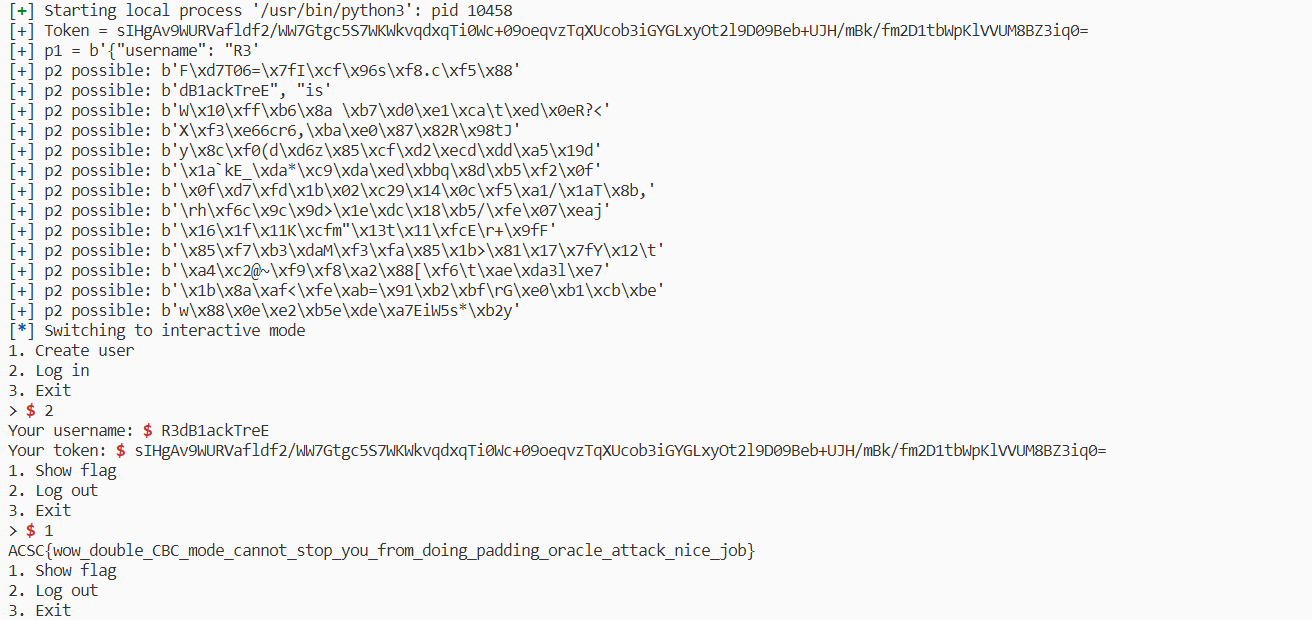 [+] Starting local process '/usr/bin/python3': pid 10458
[+] Token = sIHgAv9WURVafldf2/WW7Gtgc5S7WKWkvqdxqTi0Wc+09oeqvzTqXUcob3iGYGLxyOt2l9D09Beb+UJH/mBk/fm2D1tbWpKlVVUM8BZ3iq0=
[+] p1 = b'{"username": "R3'
[+] p2 possible: b'F\xd7T06=\x7fI\xcf\x96s\xf8.c\xf5\x88'
[+] p2 possible: b'dB1ackTreE", "is'
[+] p2 possible: b'W\x10\xff\xb6\x8a \xb7\xd0\xe1\xca\t\xed\x0eR?<'
[+] p2 possible: b'X\xf3\xe66cr6,\xba\xe0\x87\x82R\x98tJ'
[+] p2 possible: b'y\x8c\xf0(d\xd6z\x85\xcf\xd2\xecd\xdd\xa5\x19d'
[+] p2 possible: b'\x1a`kE_\xda*\xc9\xda\xed\xbbq\x8d\xb5\xf2\x0f'
[+] p2 possible: b'\x0f\xd7\xfd\x1b\x02\xc29\x14\x0c\xf5\xa1/\x1aT\x8b,'
[+] p2 possible: b'\rh\xf6c\x9c\x9d>\x1e\xdc\x18\xb5/\xfe\x07\xeaj'
[+] p2 possible: b'\x16\x1f\x11K\xcfm"\x13t\x11\xfcE\r+\x9fF'
[+] p2 possible: b'\x85\xf7\xb3\xdaM\xf3\xfa\x85\x1b>\x81\x17\x7fY\x12\t'
[+] p2 possible: b'\xa4\xc2@~\xf9\xf8\xa2\x88[\xf6\t\xae\xda3l\xe7'
[+] p2 possible: b'\x1b\x8a\xaf<\xfe\xab=\x91\xb2\xbf\rG\xe0\xb1\xcb\xbe'
[+] p2 possible: b'w\x88\x0e\xe2\xb5e\xde\xa7EiW5s*\xb2y'
[*] Switching to interactive mode
1. Create user
2. Log in
3. Exit
> $ 2
Your username: $ R3dB1ackTreE
Your token: $ sIHgAv9WURVafldf2/WW7Gtgc5S7WKWkvqdxqTi0Wc+09oeqvzTqXUcob3iGYGLxyOt2l9D09Beb+UJH/mBk/fm2D1tbWpKlVVUM8BZ3iq0=
1. Show flag
2. Log out
3. Exit
> $ 1
ACSC{wow_double_CBC_mode_cannot_stop_you_from_doing_padding_oracle_attack_nice_job}
1. Show flag
2. Log out
3. Exit